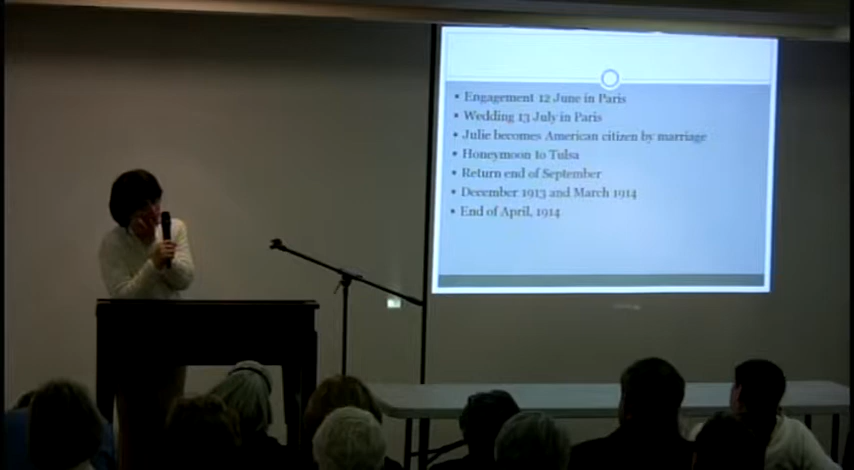 • Engagement 12 June in Paris
• Wedding 13 July in Paris
• Julie becomes American citizen by marriage
• Honeymoon to Tulsa
• Return end of September
• December 1913 and March 1914
• End of April, 1914